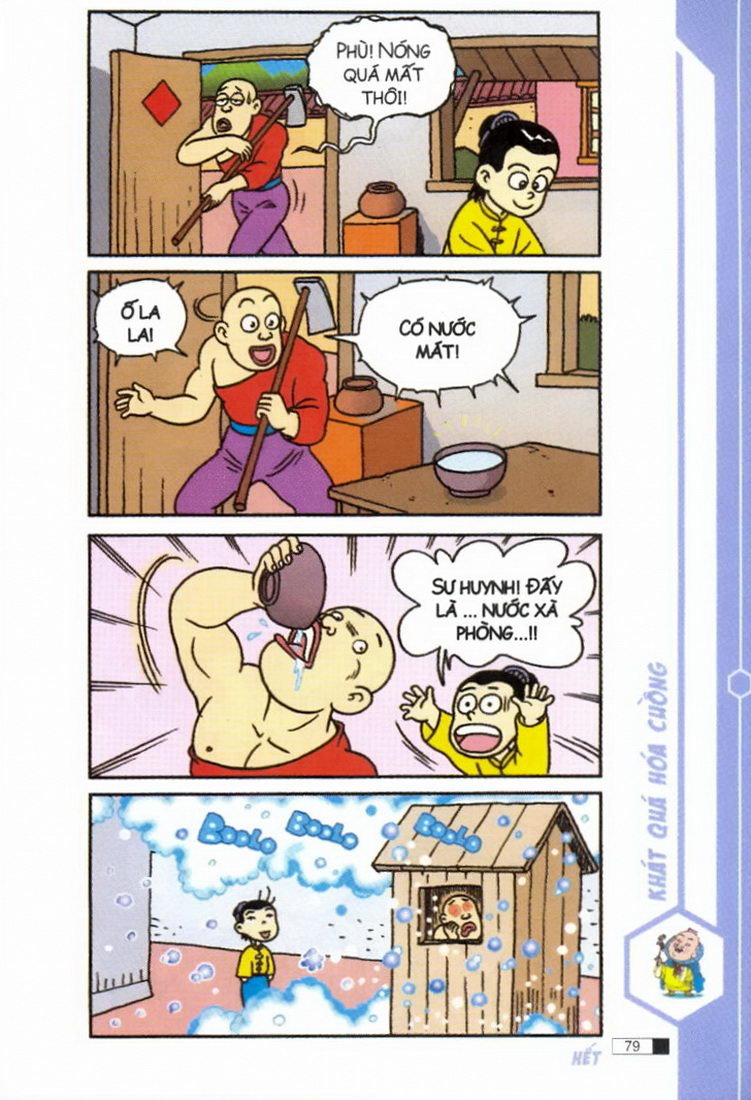 PHÙ! NÓNG
QUÁ MẤT
THÔI!
Ố LA
LA!
CÓ NƯỚC
MÁT!
SƯ HUYNH! ĐẤY
LÀ ... NƯỚC XÀ
PHÒNG...!!
BOOLO
BOOLO
BOOLO
KHÁT QUÁ HÓA CUỒNG
HẾT
79